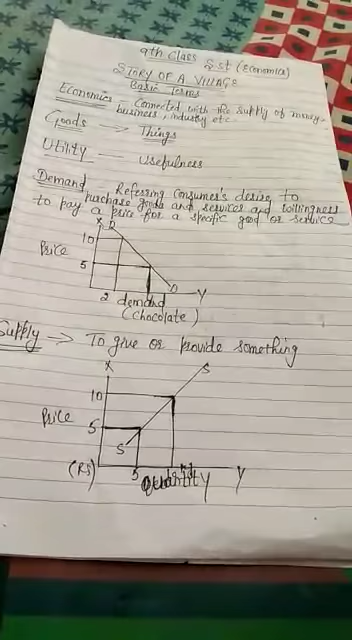 9th Class S.st (Economics)
STORY OF A VILLAGE
Basic Terms
Economics - Connected with the supply of money,
business, industry etc.
Goods → Things
Utility — Usefulness
Demand - Referring consumer's desire to
purchase goods and services and willingness
to pay a price for a specific good or service
X D
10
Price
5
D
2 demand Y
(chocolate)
Supply → To give or provide something
X S
10
Price
5
S
(Rs) 5 Quantity Y